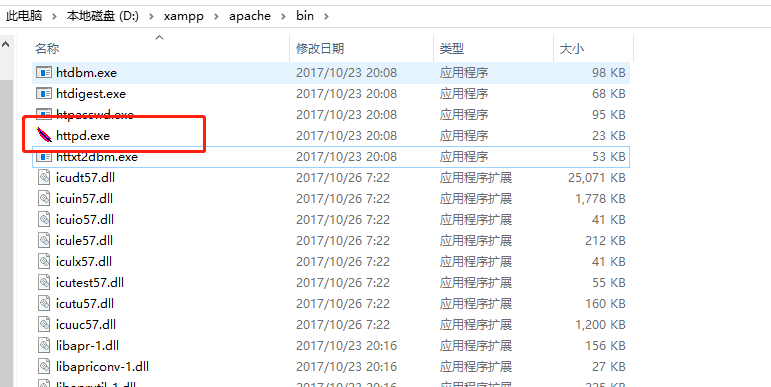 此电脑 > 本地磁盘 (D:) > xampp > apache > bin >
名称 修改日期 类型 大小
htdbm.exe 2017/10/23 20:08 应用程序 98 KB
htdigest.exe 2017/10/23 20:08 应用程序 68 KB
htpasswd.exe 2017/10/23 20:08 应用程序 95 KB
httpd.exe 2017/10/23 20:08 应用程序 23 KB
httxt2dbm.exe 2017/10/23 20:08 应用程序 53 KB
icudt57.dll 2017/10/26 7:22 应用程序扩展 25,071 KB
icuin57.dll 2017/10/26 7:22 应用程序扩展 1,778 KB
icuio57.dll 2017/10/26 7:22 应用程序扩展 41 KB
icule57.dll 2017/10/26 7:22 应用程序扩展 212 KB
iculx57.dll 2017/10/26 7:22 应用程序扩展 41 KB
icutest57.dll 2017/10/26 7:22 应用程序扩展 55 KB
icutu57.dll 2017/10/26 7:22 应用程序扩展 160 KB
icuuc57.dll 2017/10/26 7:22 应用程序扩展 1,200 KB
libapr-1.dll 2017/10/23 20:16 应用程序扩展 156 KB
libapriconv-1.dll 2017/10/23 20:16 应用程序扩展 27 KB
libaprutil-1.dll 2017/10/23 20:16 应用程序扩展 225 KB